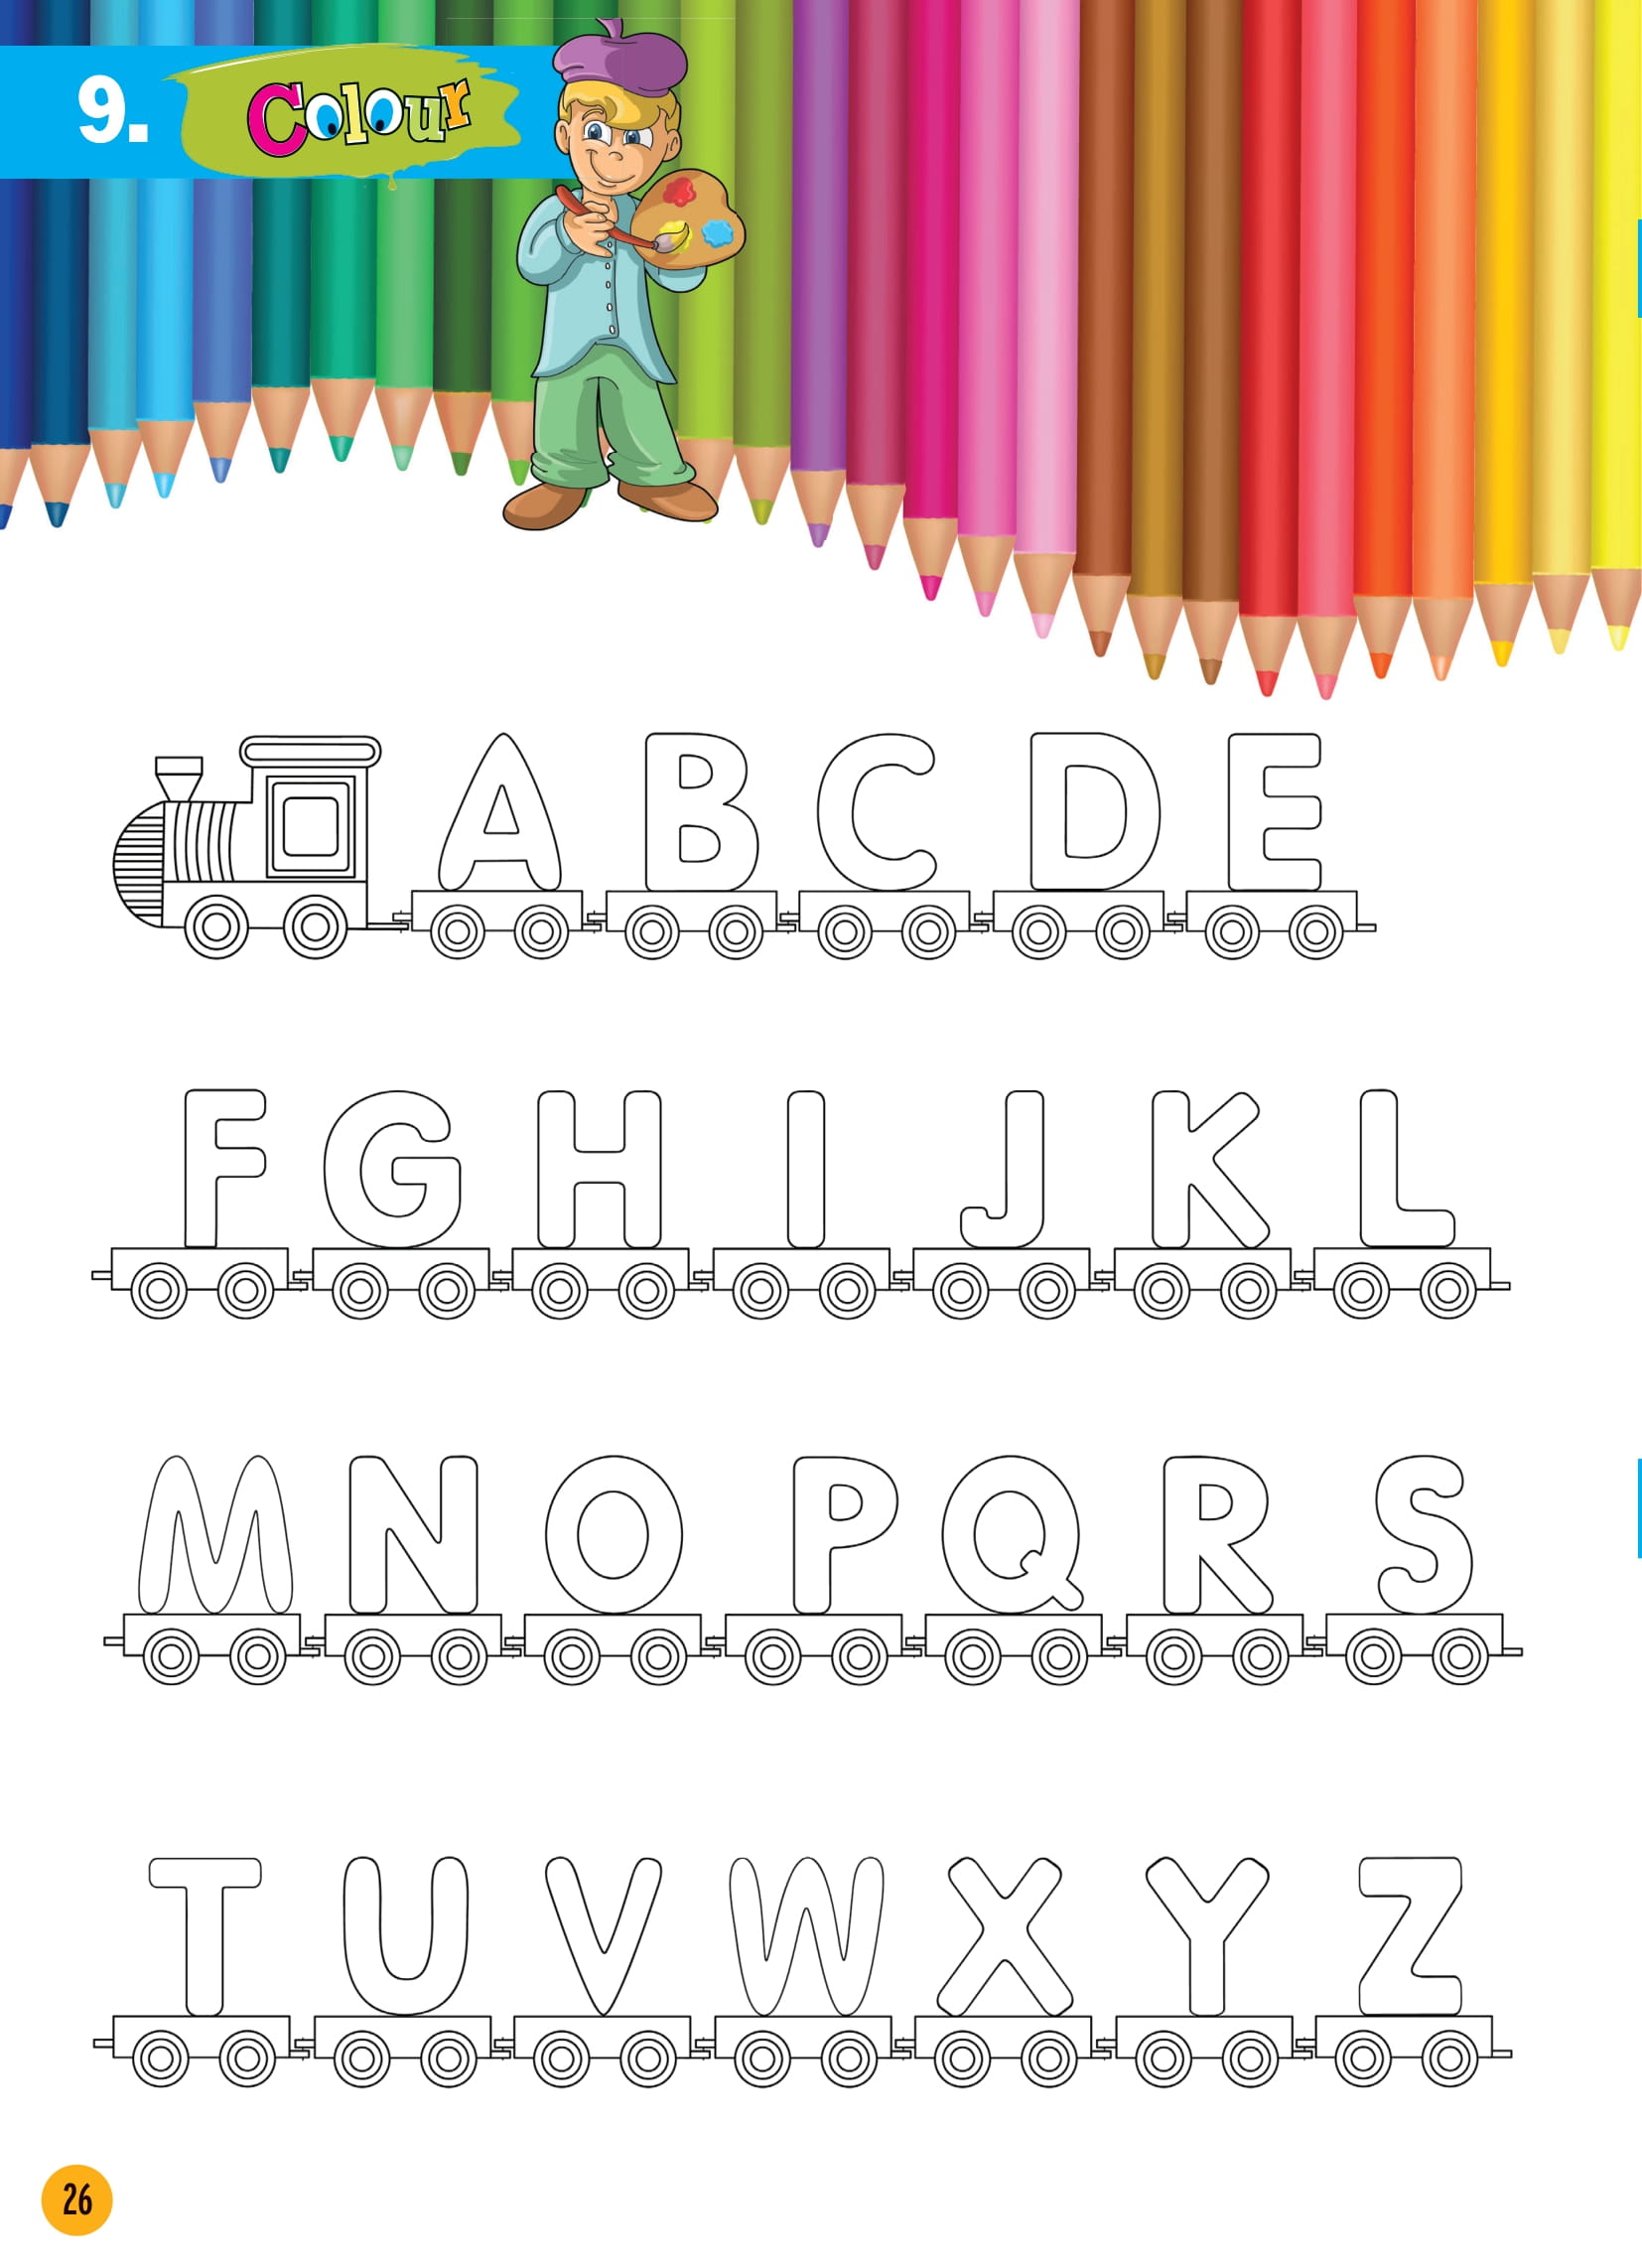 9. Colour
A B C D E
F G H I J K L
M N O P Q R S
T U V W X Y Z
26